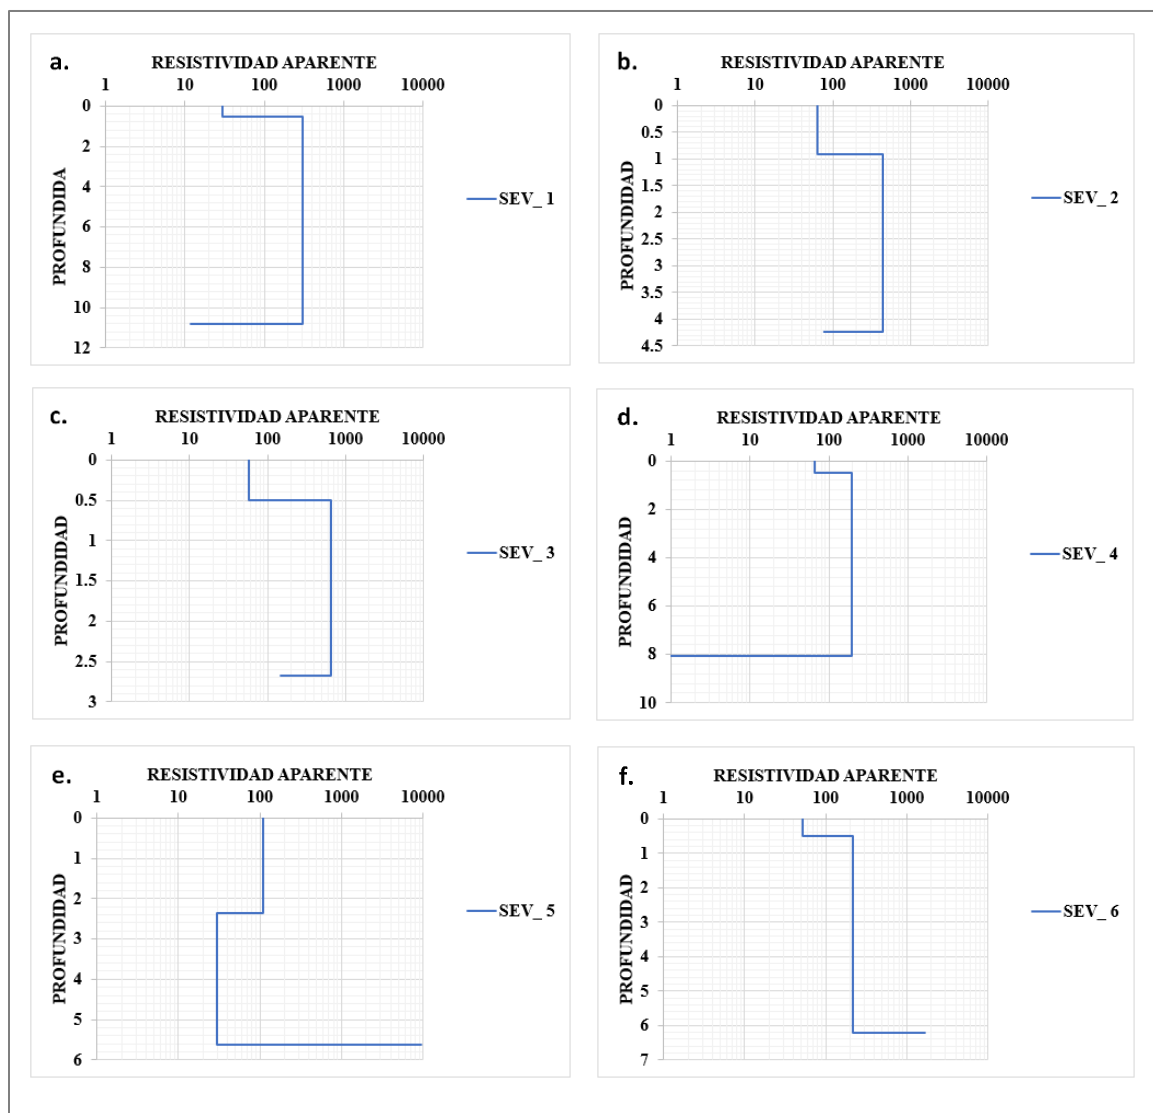 a.
RESISTIVIDAD APARENTE
1 10 100 1000 10000
0
2
4
6
8
10
12
PROFUNDIDA
SEV_ 1
b.
RESISTIVIDAD APARENTE
1 10 100 1000 10000
0
0.5
1
1.5
2
2.5
3
3.5
4
4.5
PROFUNDIDAD
SEV_ 2
c.
RESISTIVIDAD APARENTE
1 10 100 1000 10000
0
0.5
1
1.5
2
2.5
3
PROFUNDIDAD
SEV_ 3
d.
RESISTIVIDAD APARENTE
1 10 100 1000 10000
0
2
4
6
8
10
PROFUNDIDAD
SEV_ 4
e.
RESISTIVIDAD APARENTE
1 10 100 1000 10000
0
1
2
3
4
5
6
PROFUNDIDAD
SEV_ 5
f.
RESISTIVIDAD APARENTE
1 10 100 1000 10000
0
1
2
3
4
5
6
7
PROFUNDIDAD
SEV_ 6